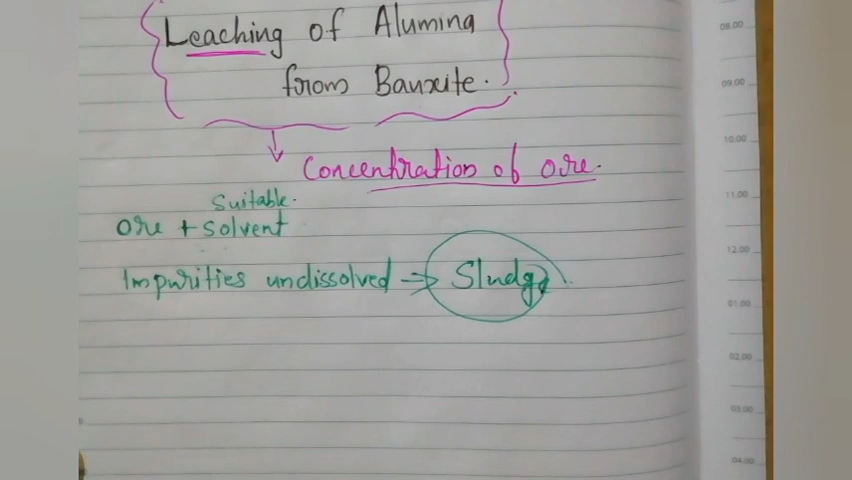 Leaching of Alumina
from Bauxite.
Concentration of ore.
Suitable.
ore + solvent
Impurities undissolved → Sludge
08.00
09.00
10.00
11.00
12.00
01.00
02.00
03.00
04.00